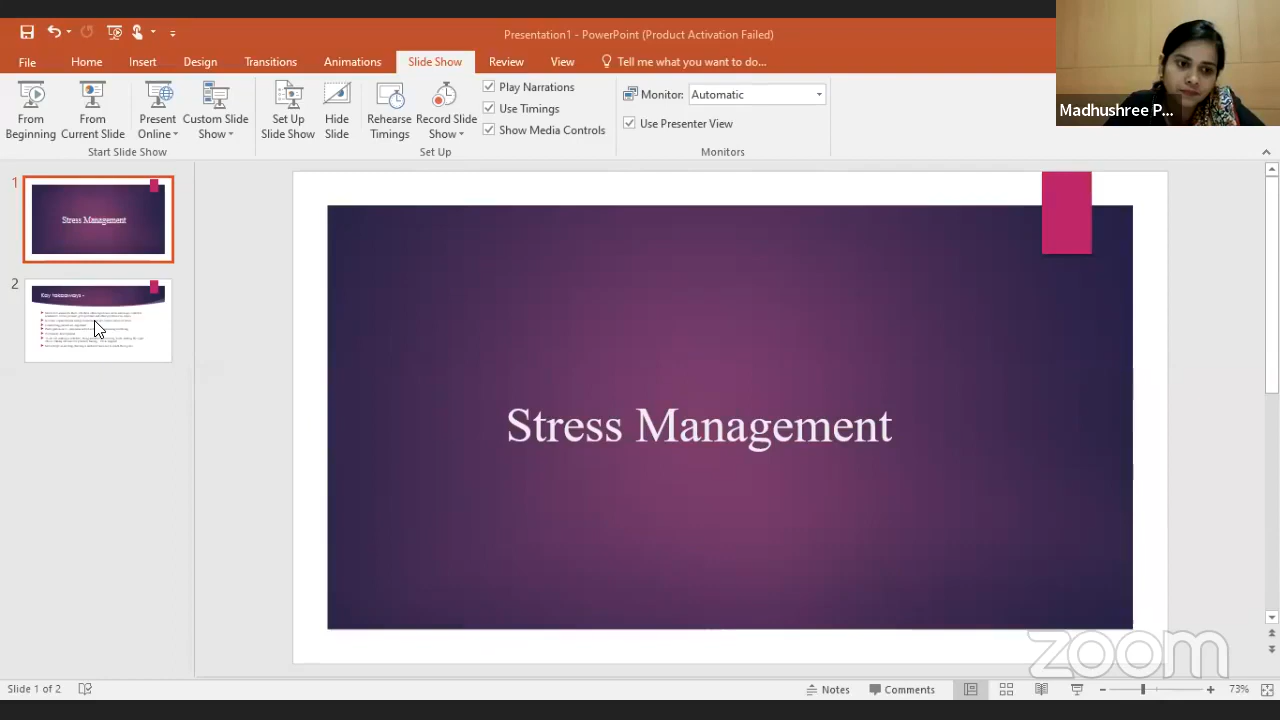 Presentation1 - PowerPoint (Product Activation Failed)
File Home Insert Design Transitions Animations Slide Show Review View Tell me what you want to do...
From Beginning
From Current Slide
Present Online
Custom Slide Show
Start Slide Show
Set Up Slide Show
Hide Slide
Rehearse Timings
Record Slide Show
Play Narrations
Use Timings
Show Media Controls
Set Up
Monitor: Automatic
Use Presenter View
Monitors
Madhushree P...
1
Stress Management
2
Key takeaways -
Stress Management
zoom
Slide 1 of 2
Notes Comments 73%